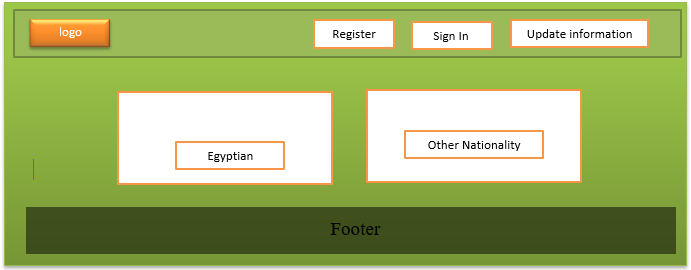 logo
Register
Sign In
Update information
Egyptian
Other Nationality
Footer